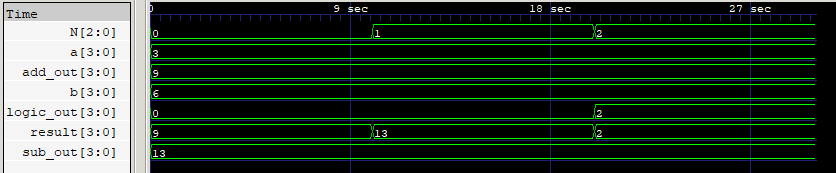 Time 0 9 sec 18 sec 27 sec
N[2:0] 0 1 2
a[3:0] 3
add_out[3:0] 9
b[3:0] 6
logic_out[3:0] 0 2
result[3:0] 9 13 2
sub_out[3:0] 13